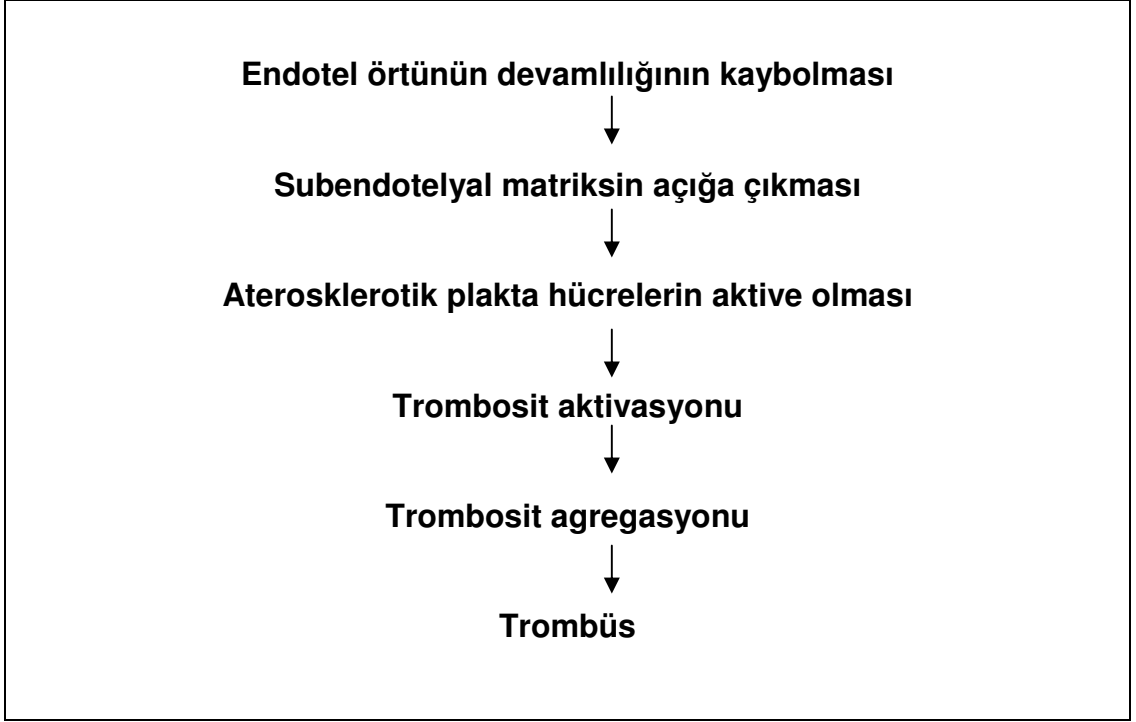 Endotel örtünün devamlılığının kaybolması
Subendotelyal matriksin açığa çıkması
Aterosklerotik plakta hücrelerin aktive olması
Trombosit aktivasyonu
Trombosit agregasyonu
Trombüs